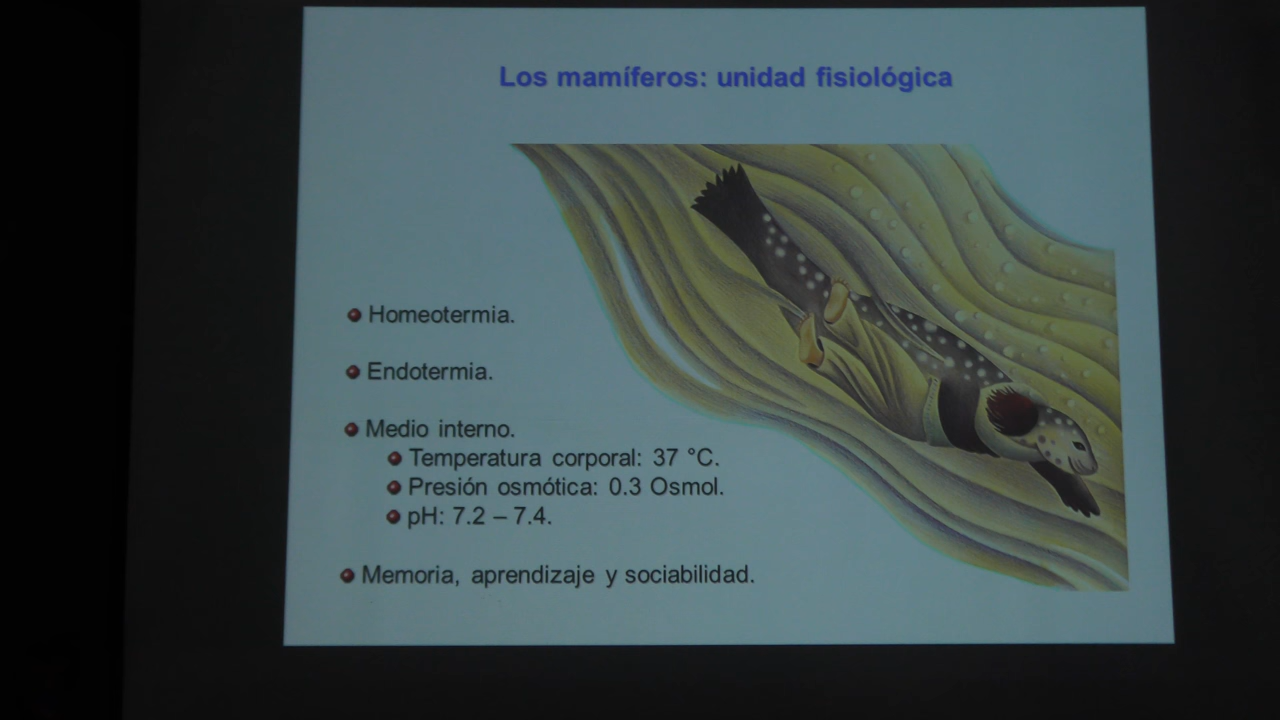 Los mamíferos: unidad fisiológica
Homeotermia.
Endotermia.
Medio interno.
Temperatura corporal: 37 °C.
Presión osmótica: 0.3 Osmol.
pH: 7.2 – 7.4.
Memoria, aprendizaje y sociabilidad.